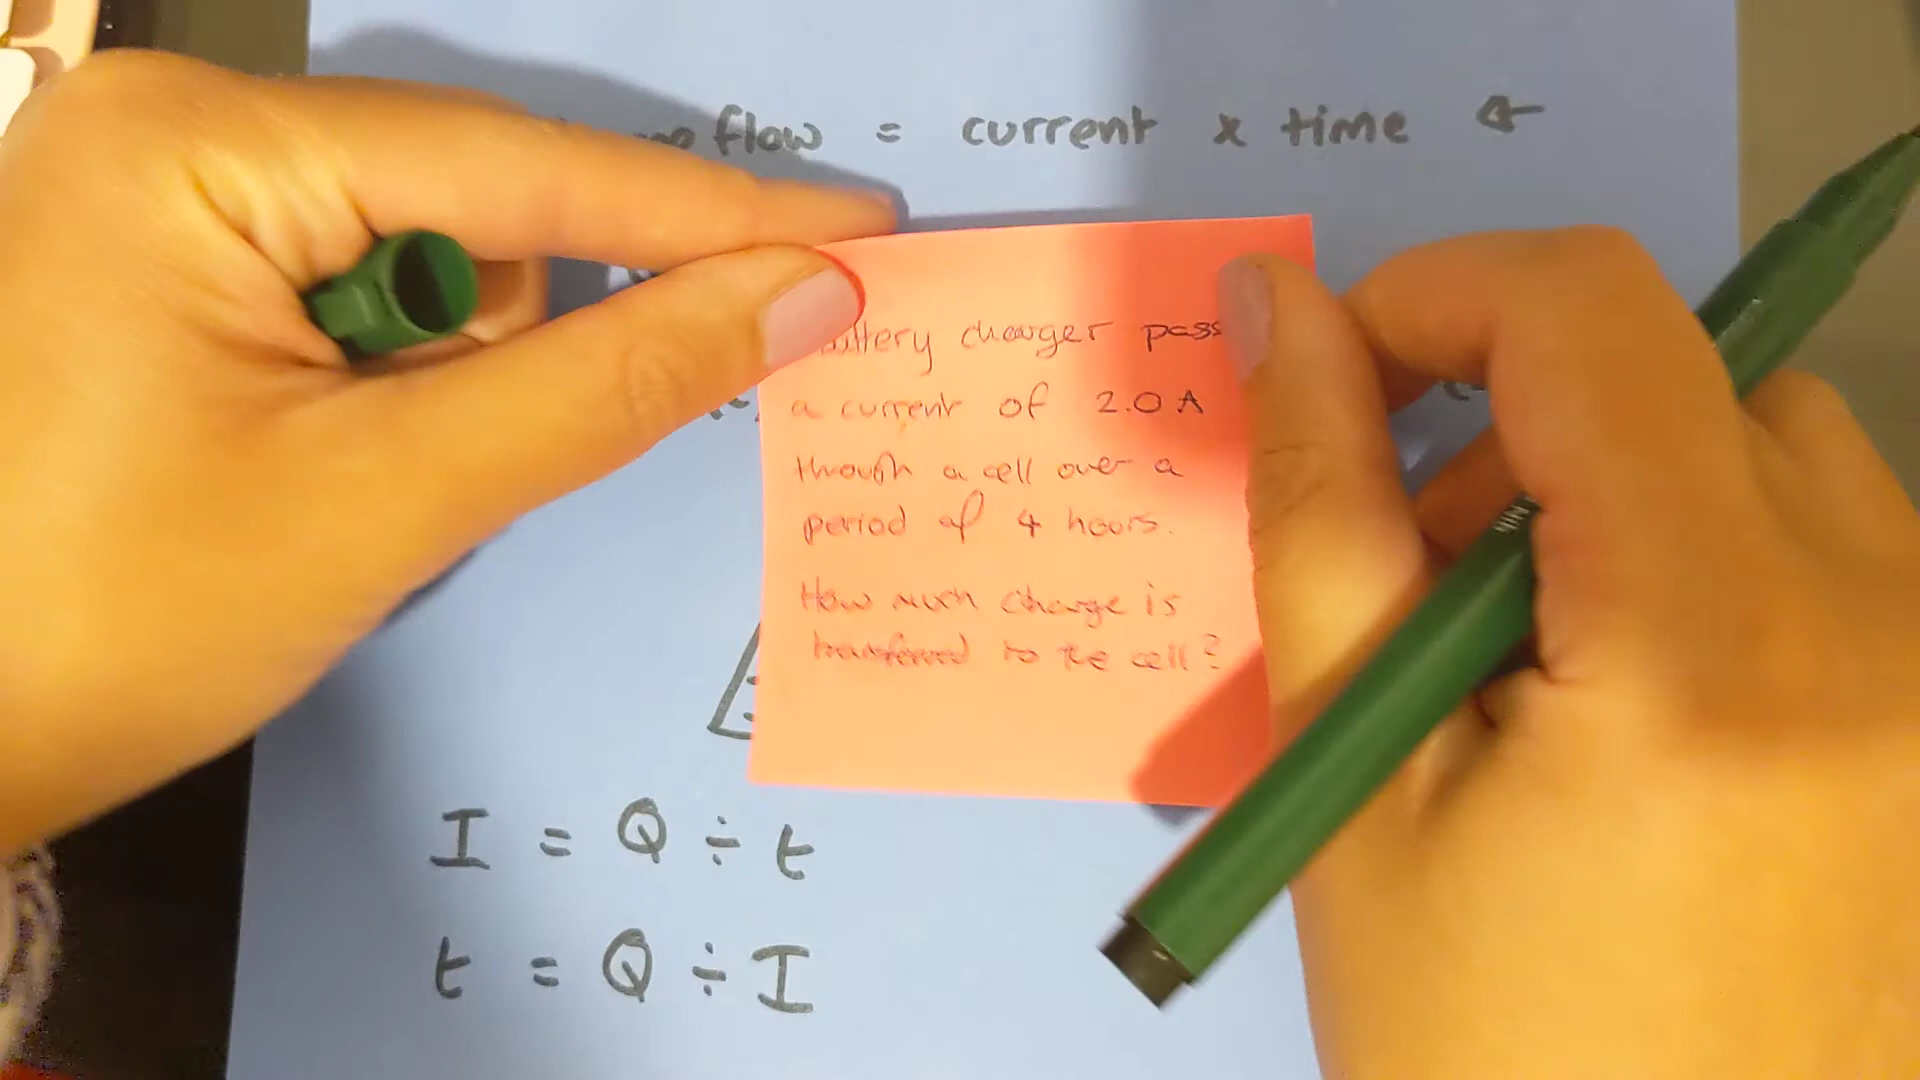 flow = current x time ←
battery charger pass
a current of 2.0 A
through a cell over a
period of 4 hours.
How much charge is
transferred to the cell?
I = Q ÷ t
t = Q ÷ I